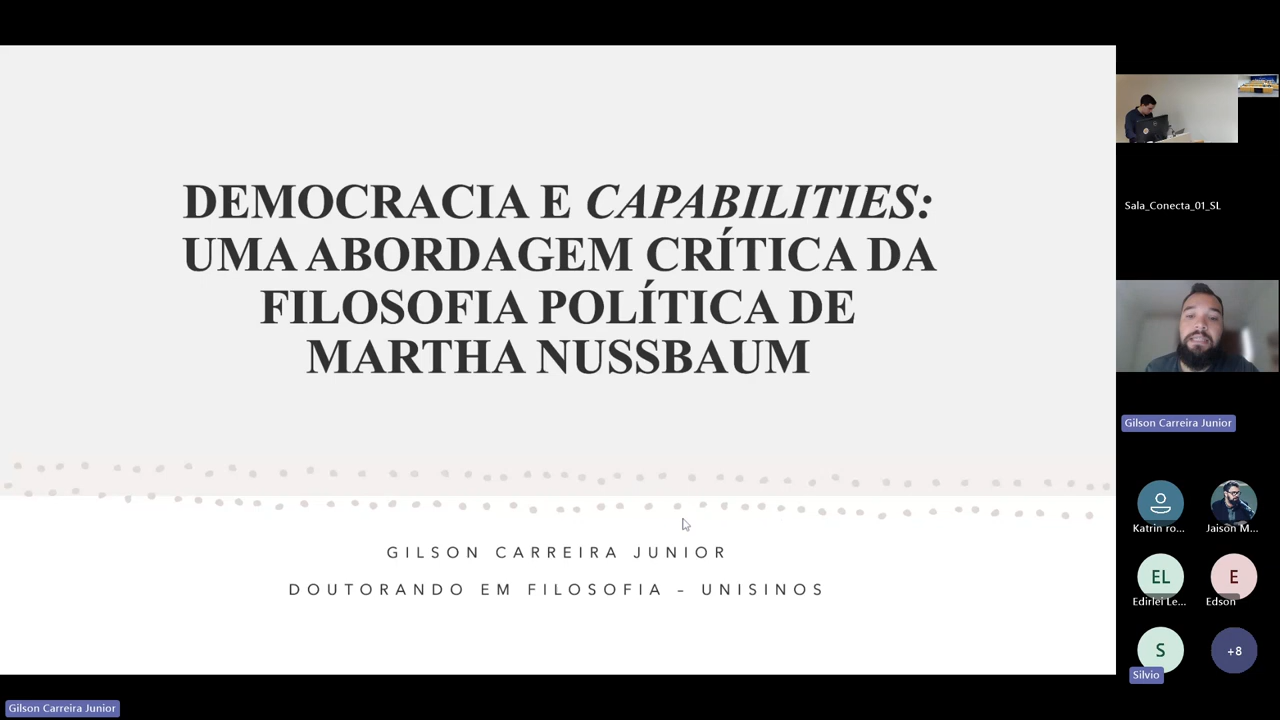 DEMOCRACIA E CAPABILITIES:
UMA ABORDAGEM CRÍTICA DA
FILOSOFIA POLÍTICA DE
MARTHA NUSSBAUM
GILSON CARREIRA JUNIOR
DOUTORANDO EM FILOSOFIA – UNISINOS
Gilson Carreira Junior
Sala_Conecta_01_SL
Gilson Carreira Junior
Katrin ro...
Jaison M...
EL
E
Edirlei Le...
Edson
S
+8
Silvio